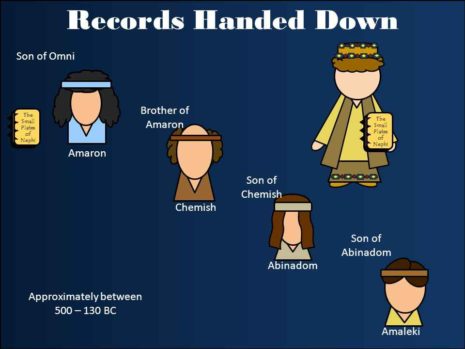 Records Handed Down
Son of Omni
The
Small
Plates
of
Nephi
Amaron
Brother of
Amaron
Chemish
The
Small
Plates
of
Nephi
Son of
Chemish
Abinadom
Son of
Abinadom
Amaleki
Approximately between
500 – 130 BC